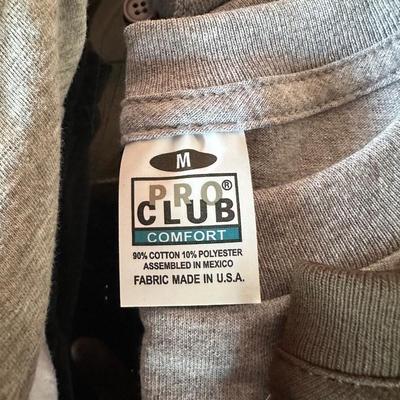 M
PRO®
CLUB
COMFORT
90% COTTON 10% POLYESTER
ASSEMBLED IN MEXICO
FABRIC MADE IN U.S.A.